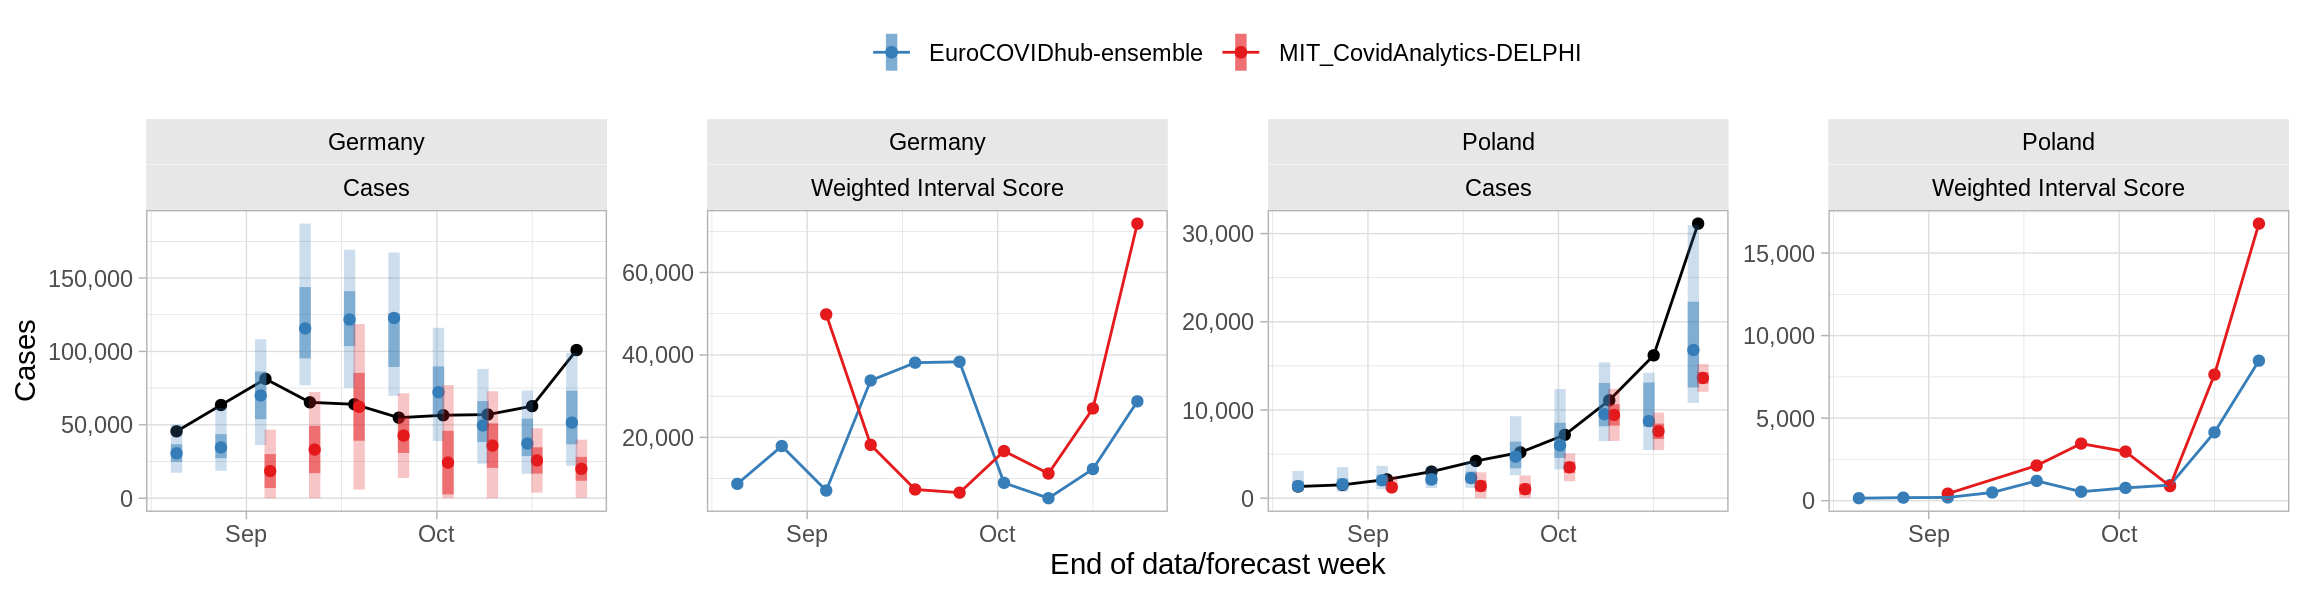 EuroCOVIDhub-ensemble MIT_CovidAnalytics-DELPHI
Germany Germany Poland Poland
Cases Weighted Interval Score Cases Weighted Interval Score
Cases
150,000
100,000
50,000
0
Sep Oct
60,000
40,000
20,000
Sep Oct
30,000
20,000
10,000
0
Sep Oct
15,000
10,000
5,000
0
Sep Oct
End of data/forecast week